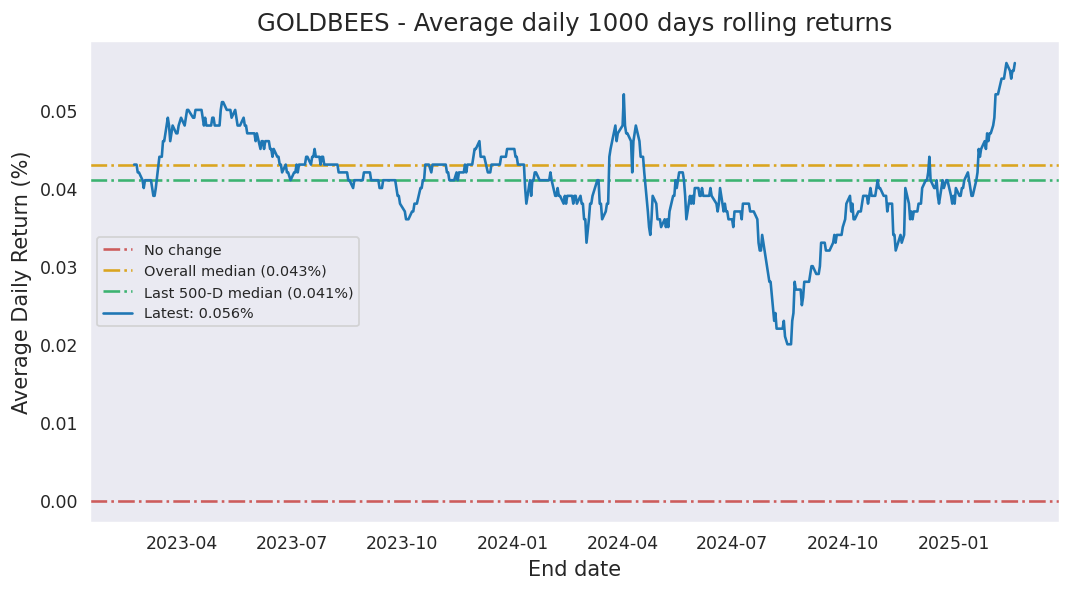 GOLDBEES - Average daily 1000 days rolling returns
Average Daily Return (%)
0.05
0.04
0.03
0.02
0.01
0.00
No change
Overall median (0.043%)
Last 500-D median (0.041%)
Latest: 0.056%
2023-04 2023-07 2023-10 2024-01 2024-04 2024-07 2024-10 2025-01
End date